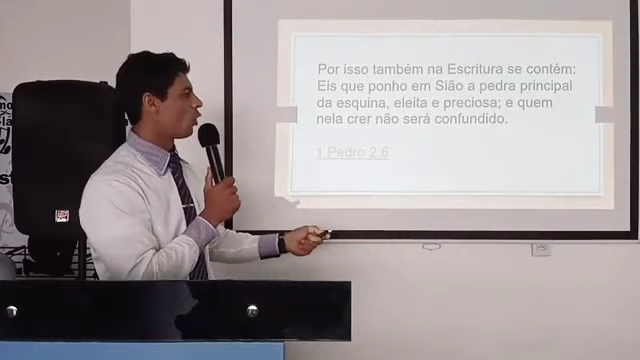 Por isso também na Escritura se contém:
Eis que ponho em Sião a pedra principal
da esquina, eleita e preciosa; e quem
nela crer não será confundido.
1 Pedro 2:6